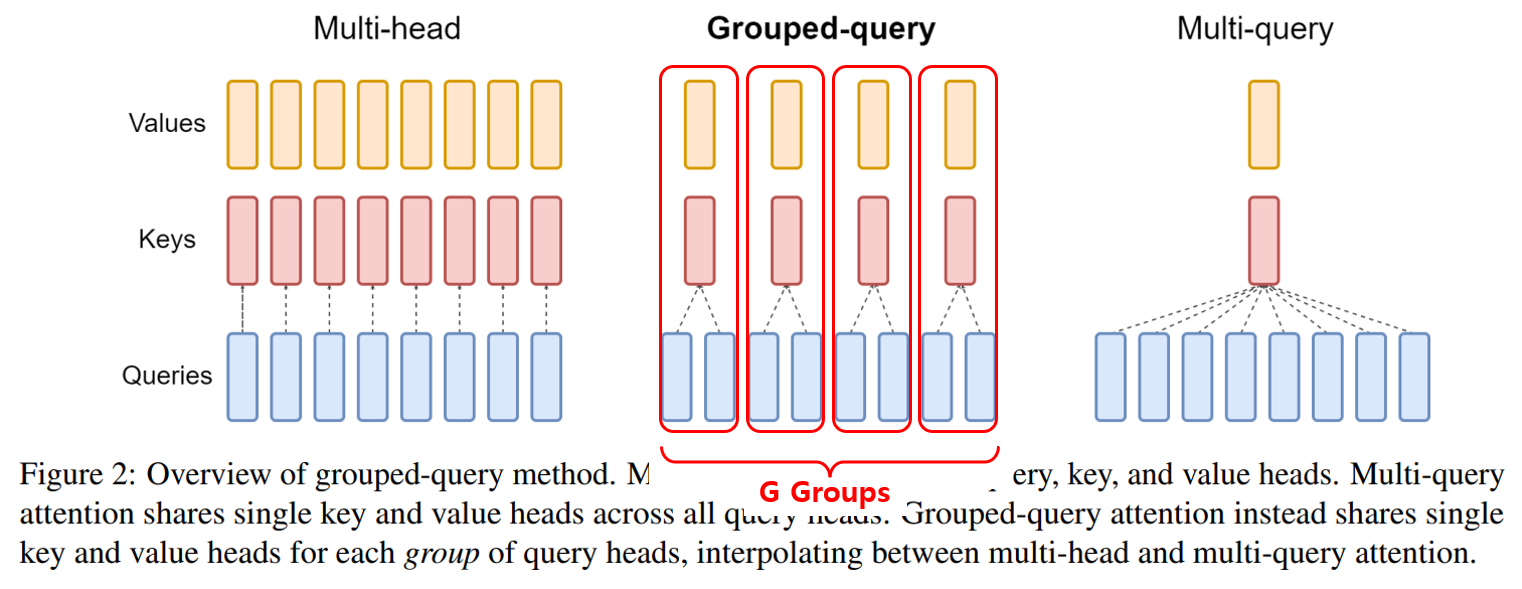 Multi-head Grouped-query Multi-query
Values
Keys
Queries
G Groups
Figure 2: Overview of grouped-query method. M ery, key, and value heads. Multi-query
attention shares single key and value heads across all query heads. Grouped-query attention instead shares single
key and value heads for each group of query heads, interpolating between multi-head and multi-query attention.